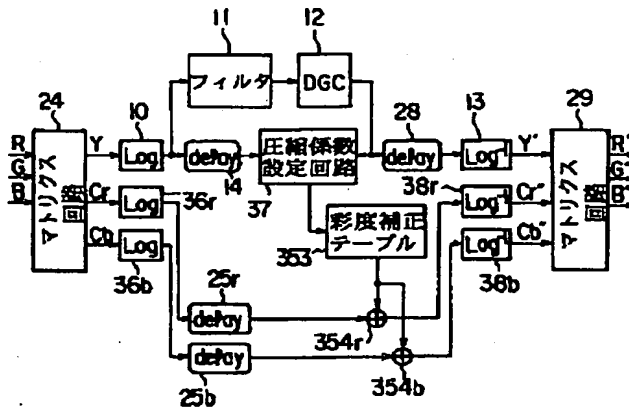 11
12
フィルタ
DGC
24
10
28
13
29
R
G
B
マトリクス
回路
Y
Log
delay
14
圧縮係数
設定回路
37
delay
Log⁻¹
Y″
マトリクス
回路
R″
G″
B″
Cr
Log
36r
Cb
Log
36b
彩度補正
テーブル
353
38r
Log⁻¹
Cr″
Log⁻¹
Cb″
38b
25r
delay
354r
delay
25b
354b